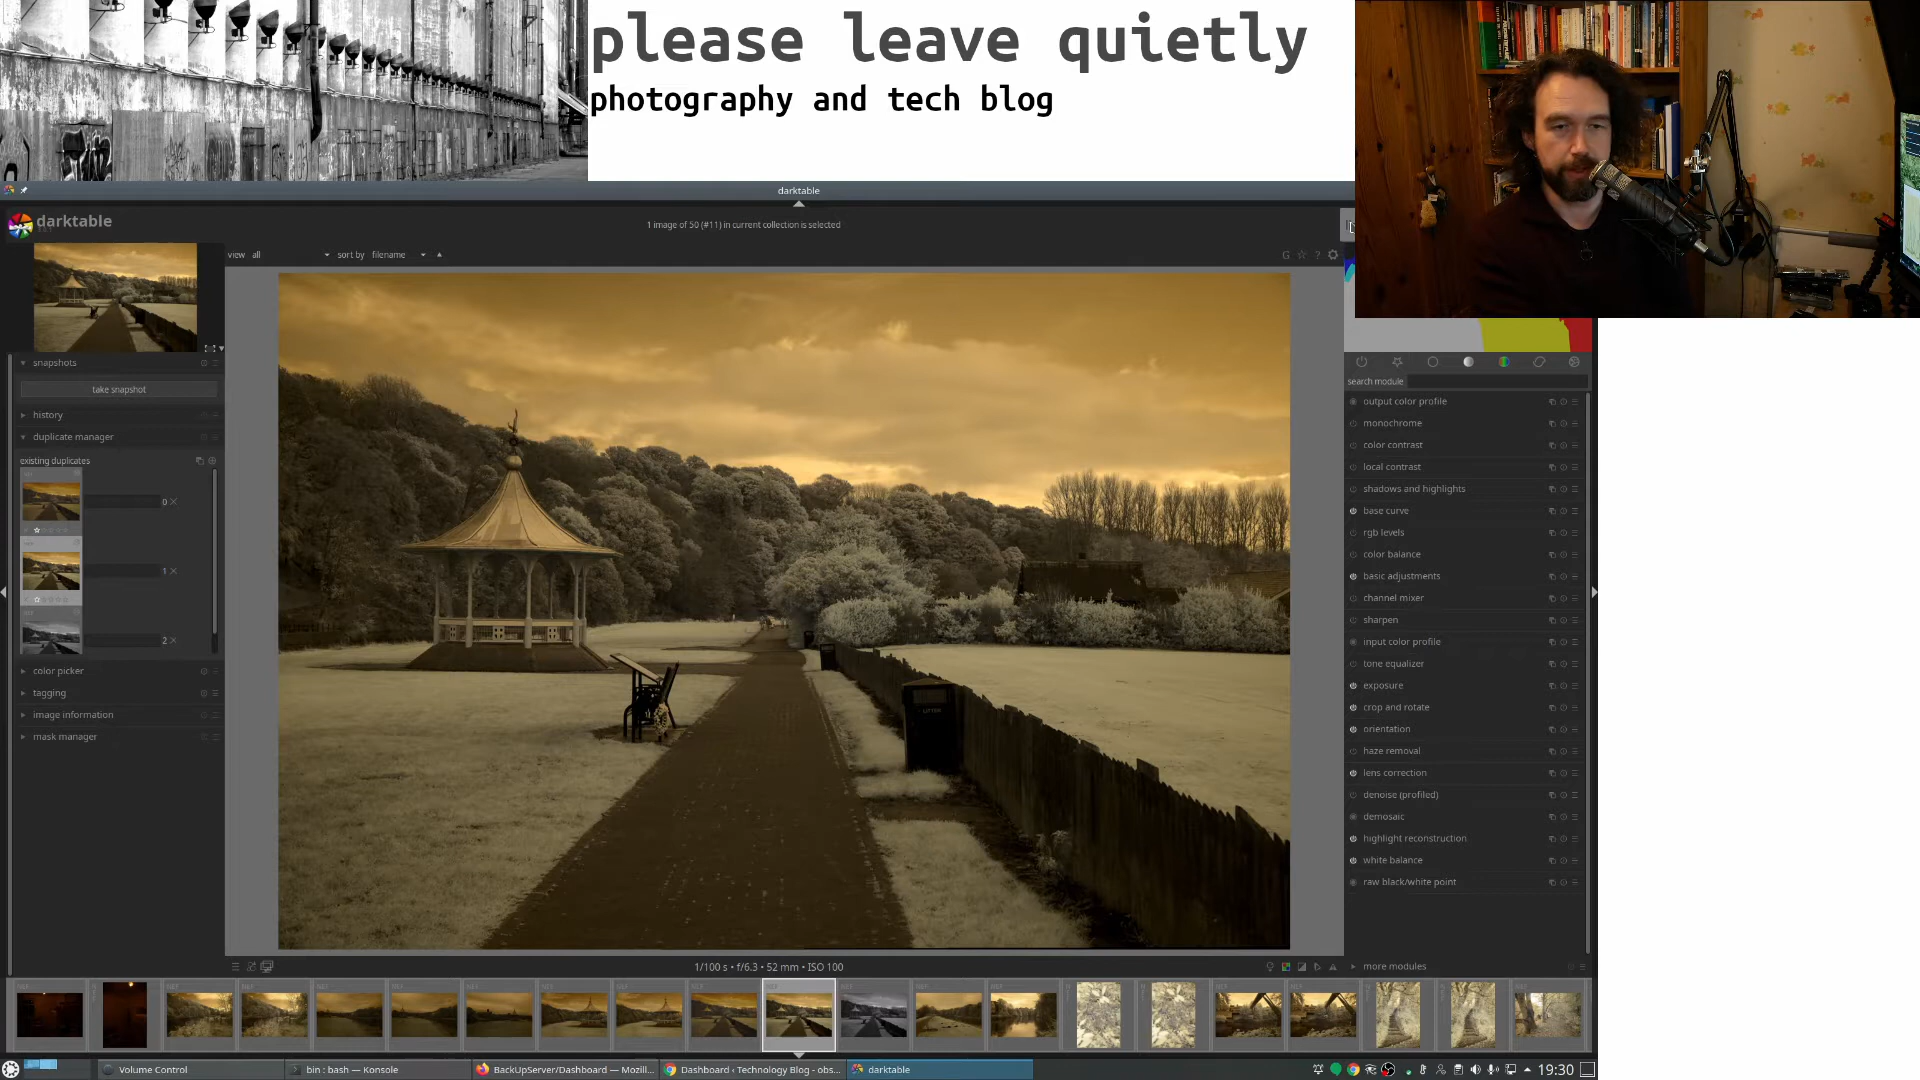 please leave quietly
photography and tech blog
darktable
darktable
1 image of 50 (#11) in current collection is selected
view all
sort by filename
snapshots
take snapshot
history
duplicate manager
existing duplicates
0
1
2
color picker
tagging
image information
mask manager
LITTER
search module
output color profile
monochrome
color contrast
local contrast
shadows and highlights
base curve
rgb levels
color balance
basic adjustments
channel mixer
sharpen
input color profile
tone equalizer
exposure
crop and rotate
orientation
haze removal
lens correction
denoise (profiled)
demosaic
highlight reconstruction
white balance
raw black/white point
more modules
1/100 s • f/6.3 • 52 mm • ISO 100
Volume Control
bin : bash — Konsole
BackUpServer/Dashboard — Mozill...
Dashboard ‹ Technology Blog - obs...
darktable
19:30